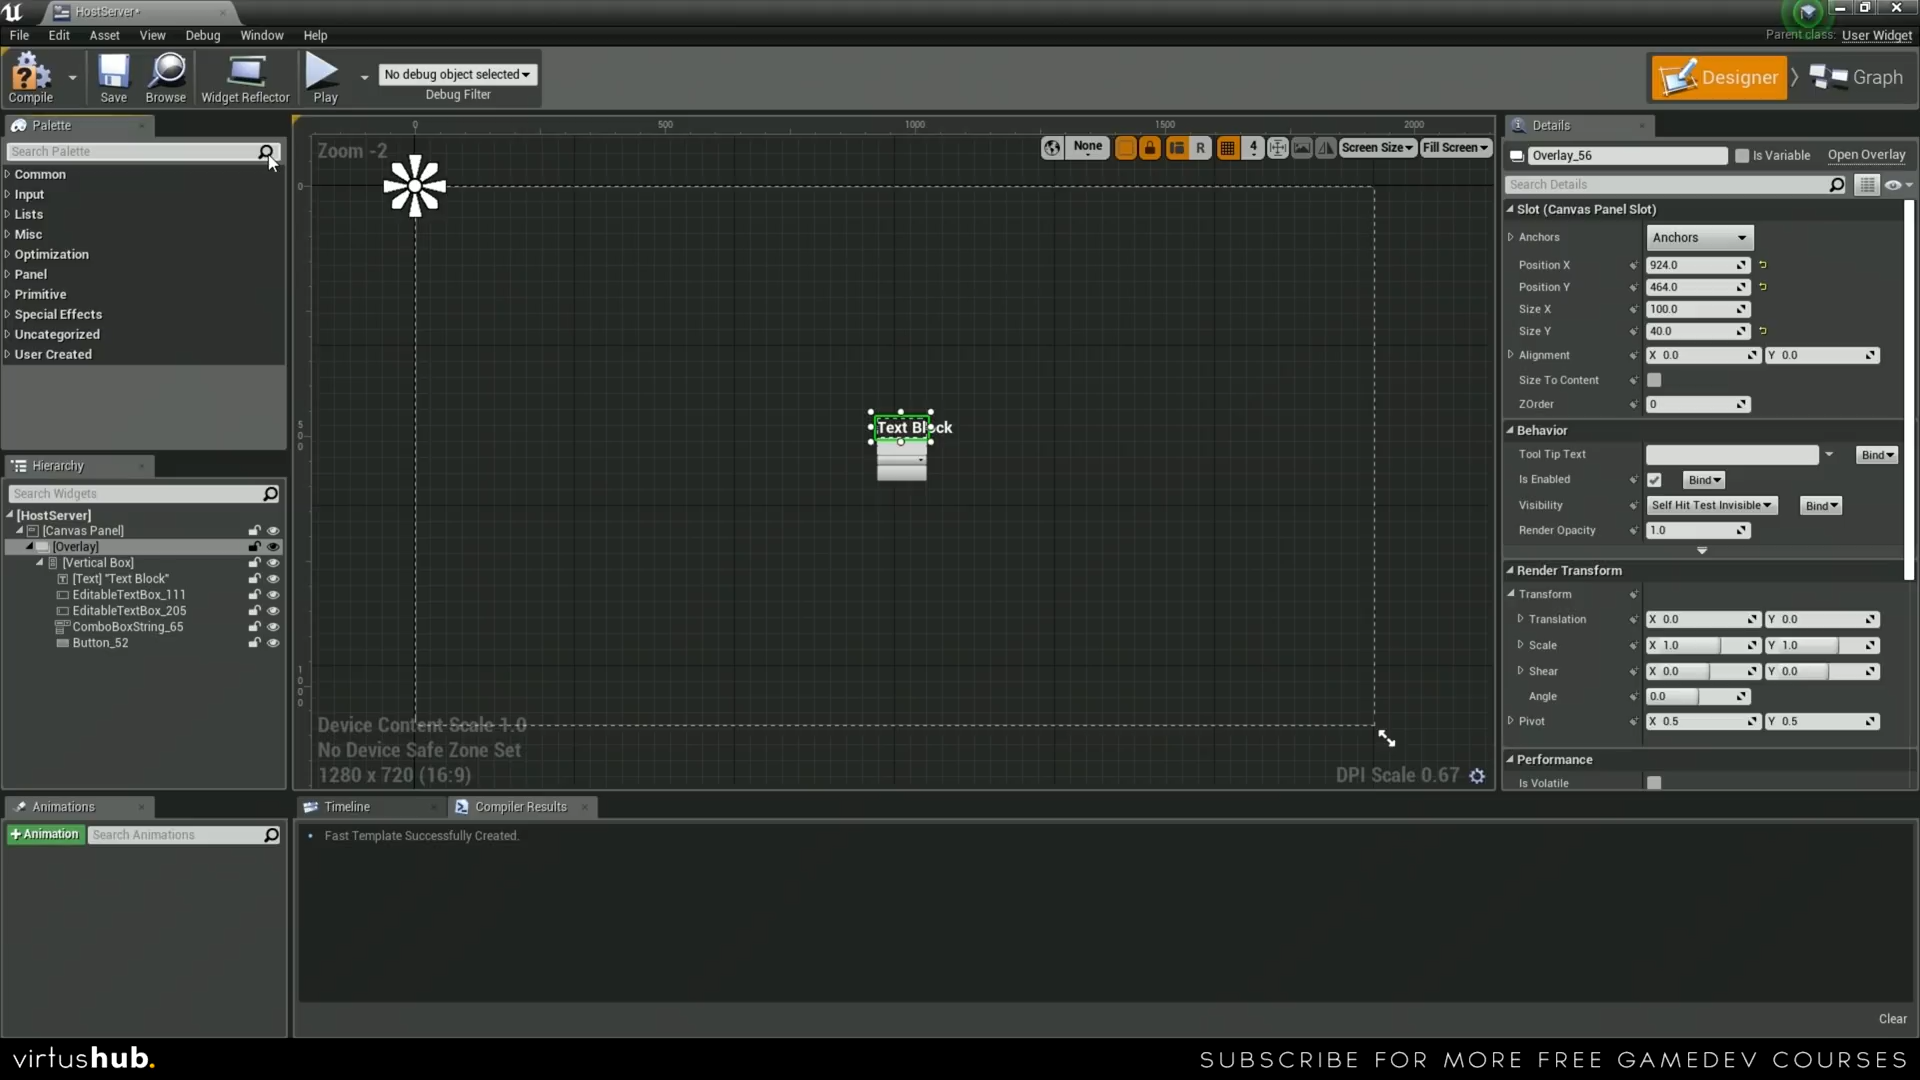 HostServer*
File Edit Asset View Debug Window Help
Parent class: User Widget
Compile
Save
Browse
Widget Reflector
Play
No debug object selected
Debug Filter
Designer
Graph
Palette
Search Palette
Common
Input
Lists
Misc
Optimization
Panel
Primitive
Special Effects
Uncategorized
User Created
Hierarchy
Search Widgets
[HostServer]
[Canvas Panel]
[Overlay]
[Vertical Box]
[Text] "Text Block"
EditableTextBox_111
EditableTextBox_205
ComboBoxString_65
Button_52
Animations
+Animation
Search Animations
0 500 1000 1500 2000
Zoom -2
None
R
4
Screen Size
Fill Screen
0
500
1000
Text Block
Device Content Scale 1.0
No Device Safe Zone Set
1280 x 720 (16:9)
DPI Scale 0.67
Timeline
Compiler Results
Fast Template Successfully Created.
Clear
Details
Overlay_56
Is Variable
Open Overlay
Search Details
Slot (Canvas Panel Slot)
Anchors Anchors
Position X 924.0
Position Y 464.0
Size X 100.0
Size Y 40.0
Alignment X 0.0 Y 0.0
Size To Content
ZOrder 0
Behavior
Tool Tip Text Bind
Is Enabled Bind
Visibility Self Hit Test Invisible Bind
Render Opacity 1.0
Render Transform
Transform
Translation X 0.0 Y 0.0
Scale X 1.0 Y 1.0
Shear X 0.0 Y 0.0
Angle 0.0
Pivot X 0.5 Y 0.5
Performance
Is Volatile
virtushub.
SUBSCRIBE FOR MORE FREE GAMEDEV COURSES